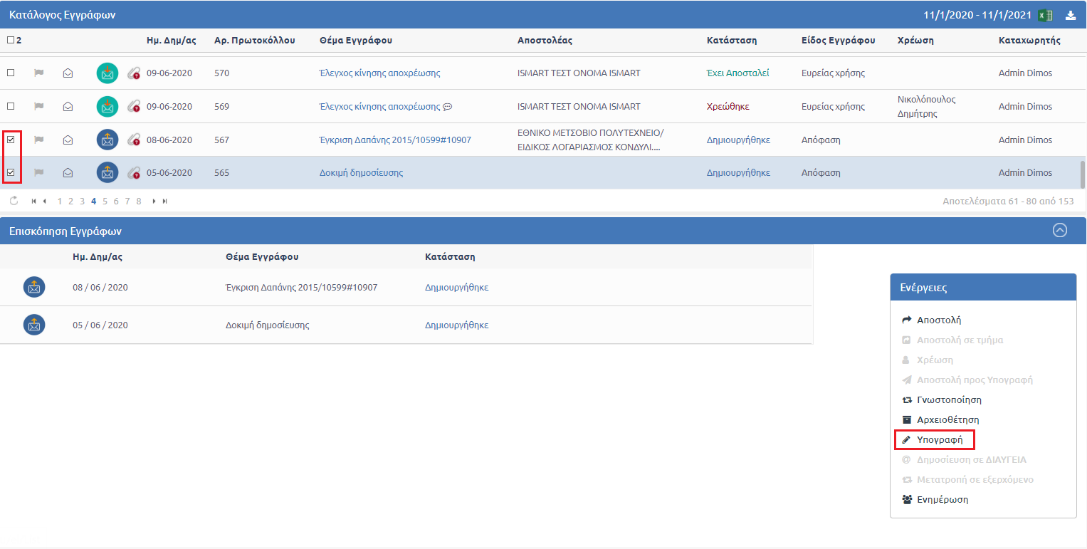 Κατάλογος Εγγράφων 11/1/2020 - 11/1/2021
2 Ημ. Δημ/ας Αρ. Πρωτοκόλλου Θέμα Εγγράφου Αποστολέας Κατάσταση Είδος Εγγράφου Χρέωση Καταχωρητής
09-06-2020 570 Έλεγχος κίνησης αποχρέωσης ISMART ΤΕΣΤ ΟΝΟΜΑ ISMART Έχει Αποσταλεί Ευρείας χρήσης Admin Dimos
09-06-2020 569 Έλεγχος κίνησης αποχρέωσης ISMART ΤΕΣΤ ΟΝΟΜΑ ISMART Χρεώθηκε Ευρείας χρήσης Νικολόπουλος Admin Dimos
Δημήτρης
08-06-2020 567 Έγκριση Δαπάνης 2015/10599#10907 ΕΘΝΙΚΟ ΜΕΤΣΟΒΙΟ ΠΟΛΥΤΕΧΝΕΙΟ/ Δημιουργήθηκε Απόφαση Admin Dimos
ΕΙΔΙΚΟΣ ΛΟΓΑΡΙΑΣΜΟΣ ΚΟΝΔΥΛΙ....
05-06-2020 565 Δοκιμή δημοσίευσης Δημιουργήθηκε Απόφαση Admin Dimos
1 2 3 4 5 6 7 8 Αποτελέσματα 61 - 80 από 153
Επισκόπηση Εγγράφων
Ημ. Δημ/ας Θέμα Εγγράφου Κατάσταση
08 / 06 / 2020 Έγκριση Δαπάνης 2015/10599#10907 Δημιουργήθηκε
05 / 06 / 2020 Δοκιμή δημοσίευσης Δημιουργήθηκε
Ενέργειες
Αποστολή
Αποστολή σε τμήμα
Χρέωση
Αποστολή προς Υπογραφή
Γνωστοποίηση
Αρχειοθέτηση
Υπογραφή
Δημοσίευση σε ΔΙΑΥΓΕΙΑ
Μετατροπή σε εξερχόμενο
Ενημέρωση